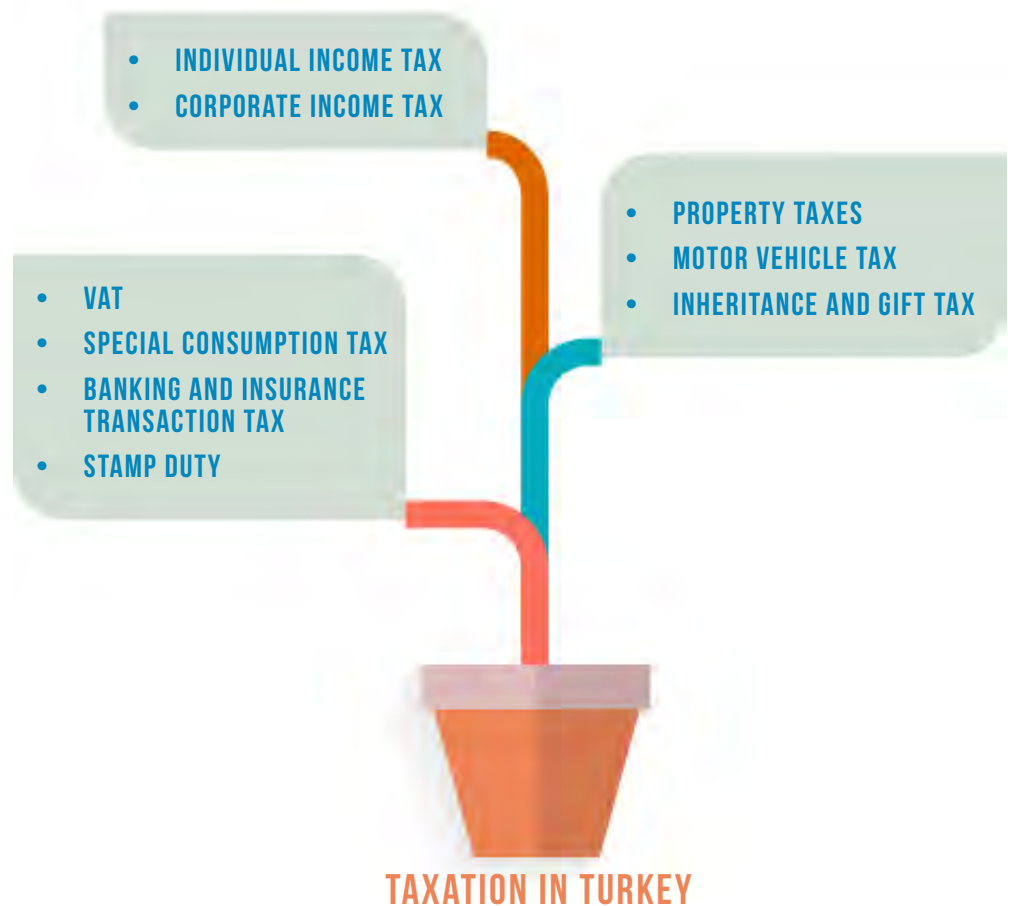 • INDIVIDUAL INCOME TAX
• CORPORATE INCOME TAX
• PROPERTY TAXES
• MOTOR VEHICLE TAX
• INHERITANCE AND GIFT TAX
• VAT
• SPECIAL CONSUMPTION TAX
• BANKING AND INSURANCE
TRANSACTION TAX
• STAMP DUTY
TAXATION IN TURKEY